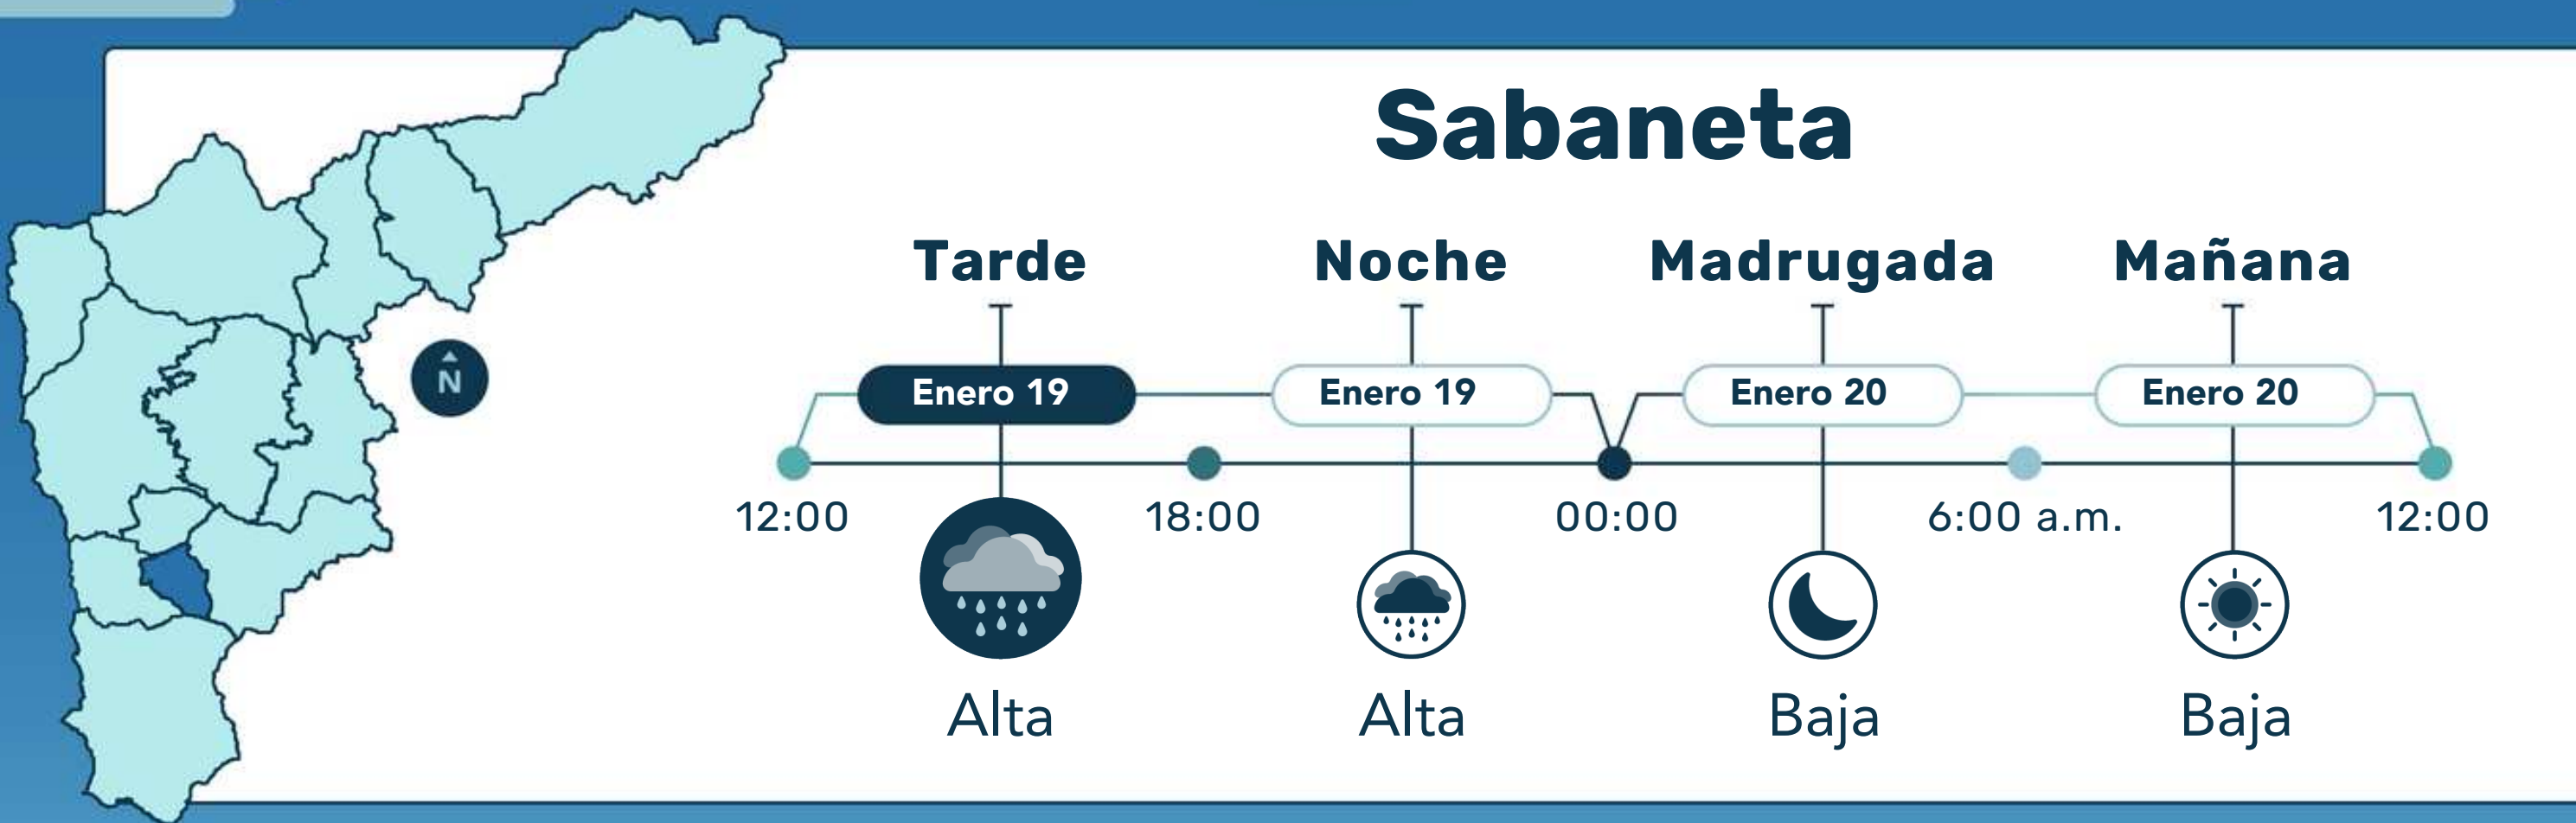 Sabaneta
Tarde Noche Madrugada Mañana
N
Enero 19 Enero 19 Enero 20 Enero 20
12:00 18:00 00:00 6:00 a.m. 12:00
Alta Alta Baja Baja